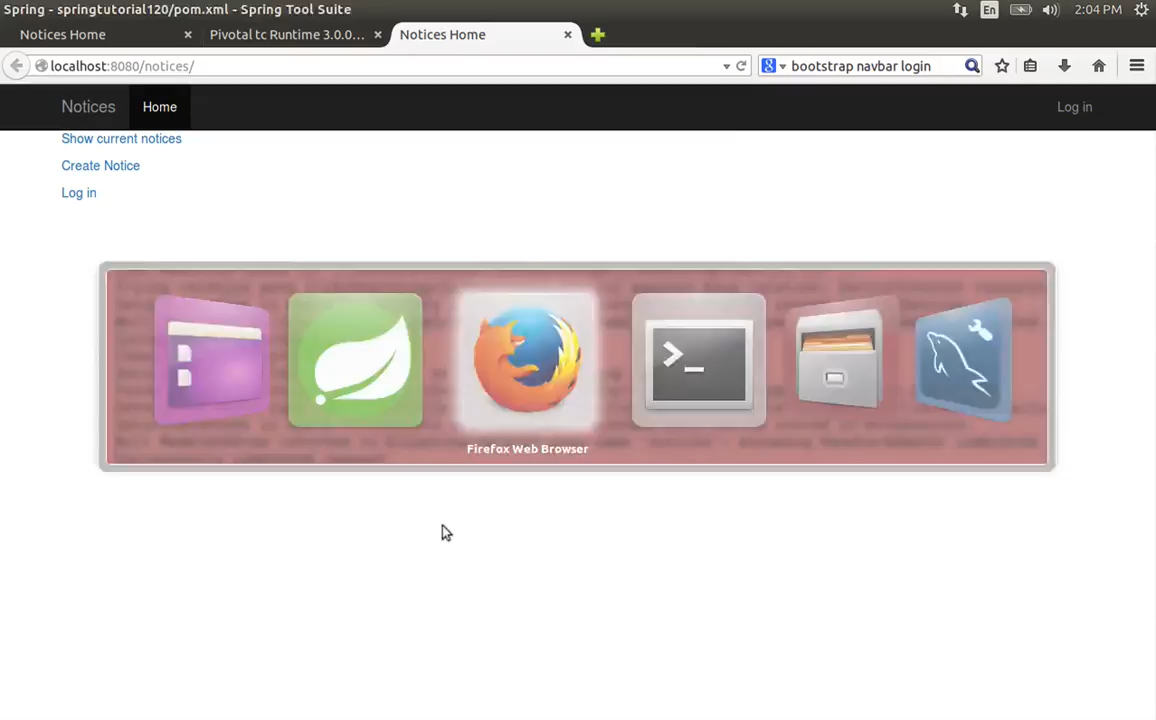 Spring - springtutorial120/pom.xml - Spring Tool Suite
En
2:04 PM
Notices Home
Pivotal tc Runtime 3.0.0...
Notices Home
localhost:8080/notices/
bootstrap navbar login
Notices
Home
Log in
Show current notices
Create Notice
Log in
Firefox Web Browser